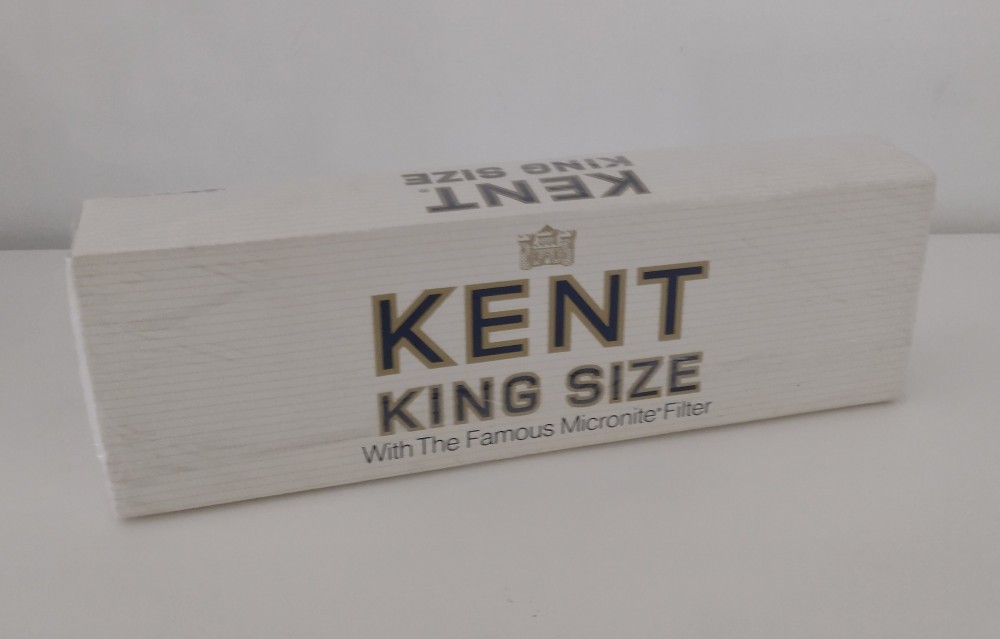 KENT
KING SIZE
KENT
KING SIZE
With The Famous Micronite® Filter